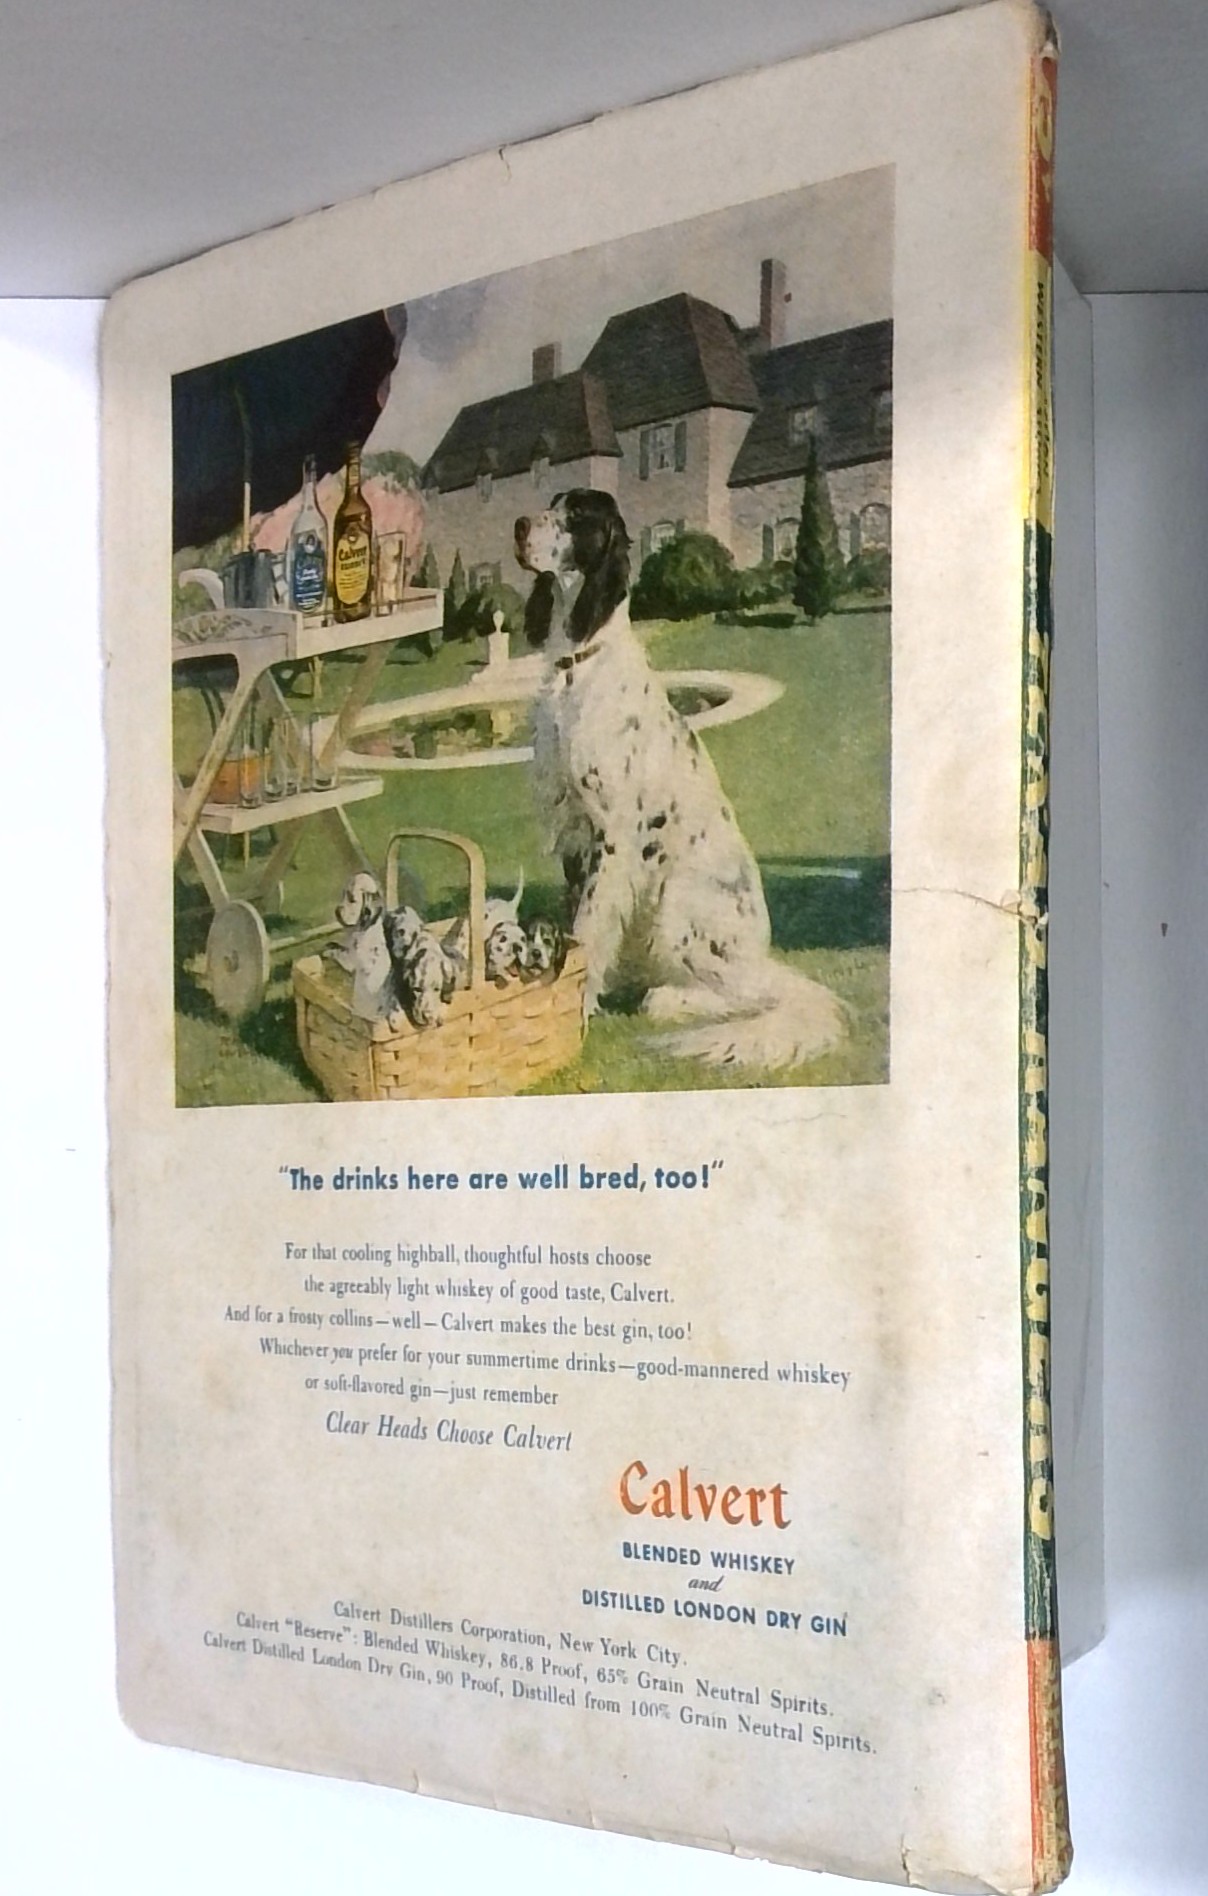 Calvert
RESERVE
"The drinks here are well bred, too!"
For that cooling highball, thoughtful hosts choose
the agreeably light whiskey of good taste, Calvert.
And for a frosty collins—well—Calvert makes the best gin, too!
Whichever you prefer for your summertime drinks—good-mannered whiskey
or soft-flavored gin—just remember
Clear Heads Choose Calvert
Calvert
BLENDED WHISKEY
and
DISTILLED LONDON DRY GIN
Calvert Distillers Corporation, New York City.
Calvert "Reserve": Blended Whiskey, 86.8 Proof, 65% Grain Neutral Spirits.
Calvert Distilled London Dry Gin, 90 Proof, Distilled from 100% Grain Neutral Spirits.
WESTERN